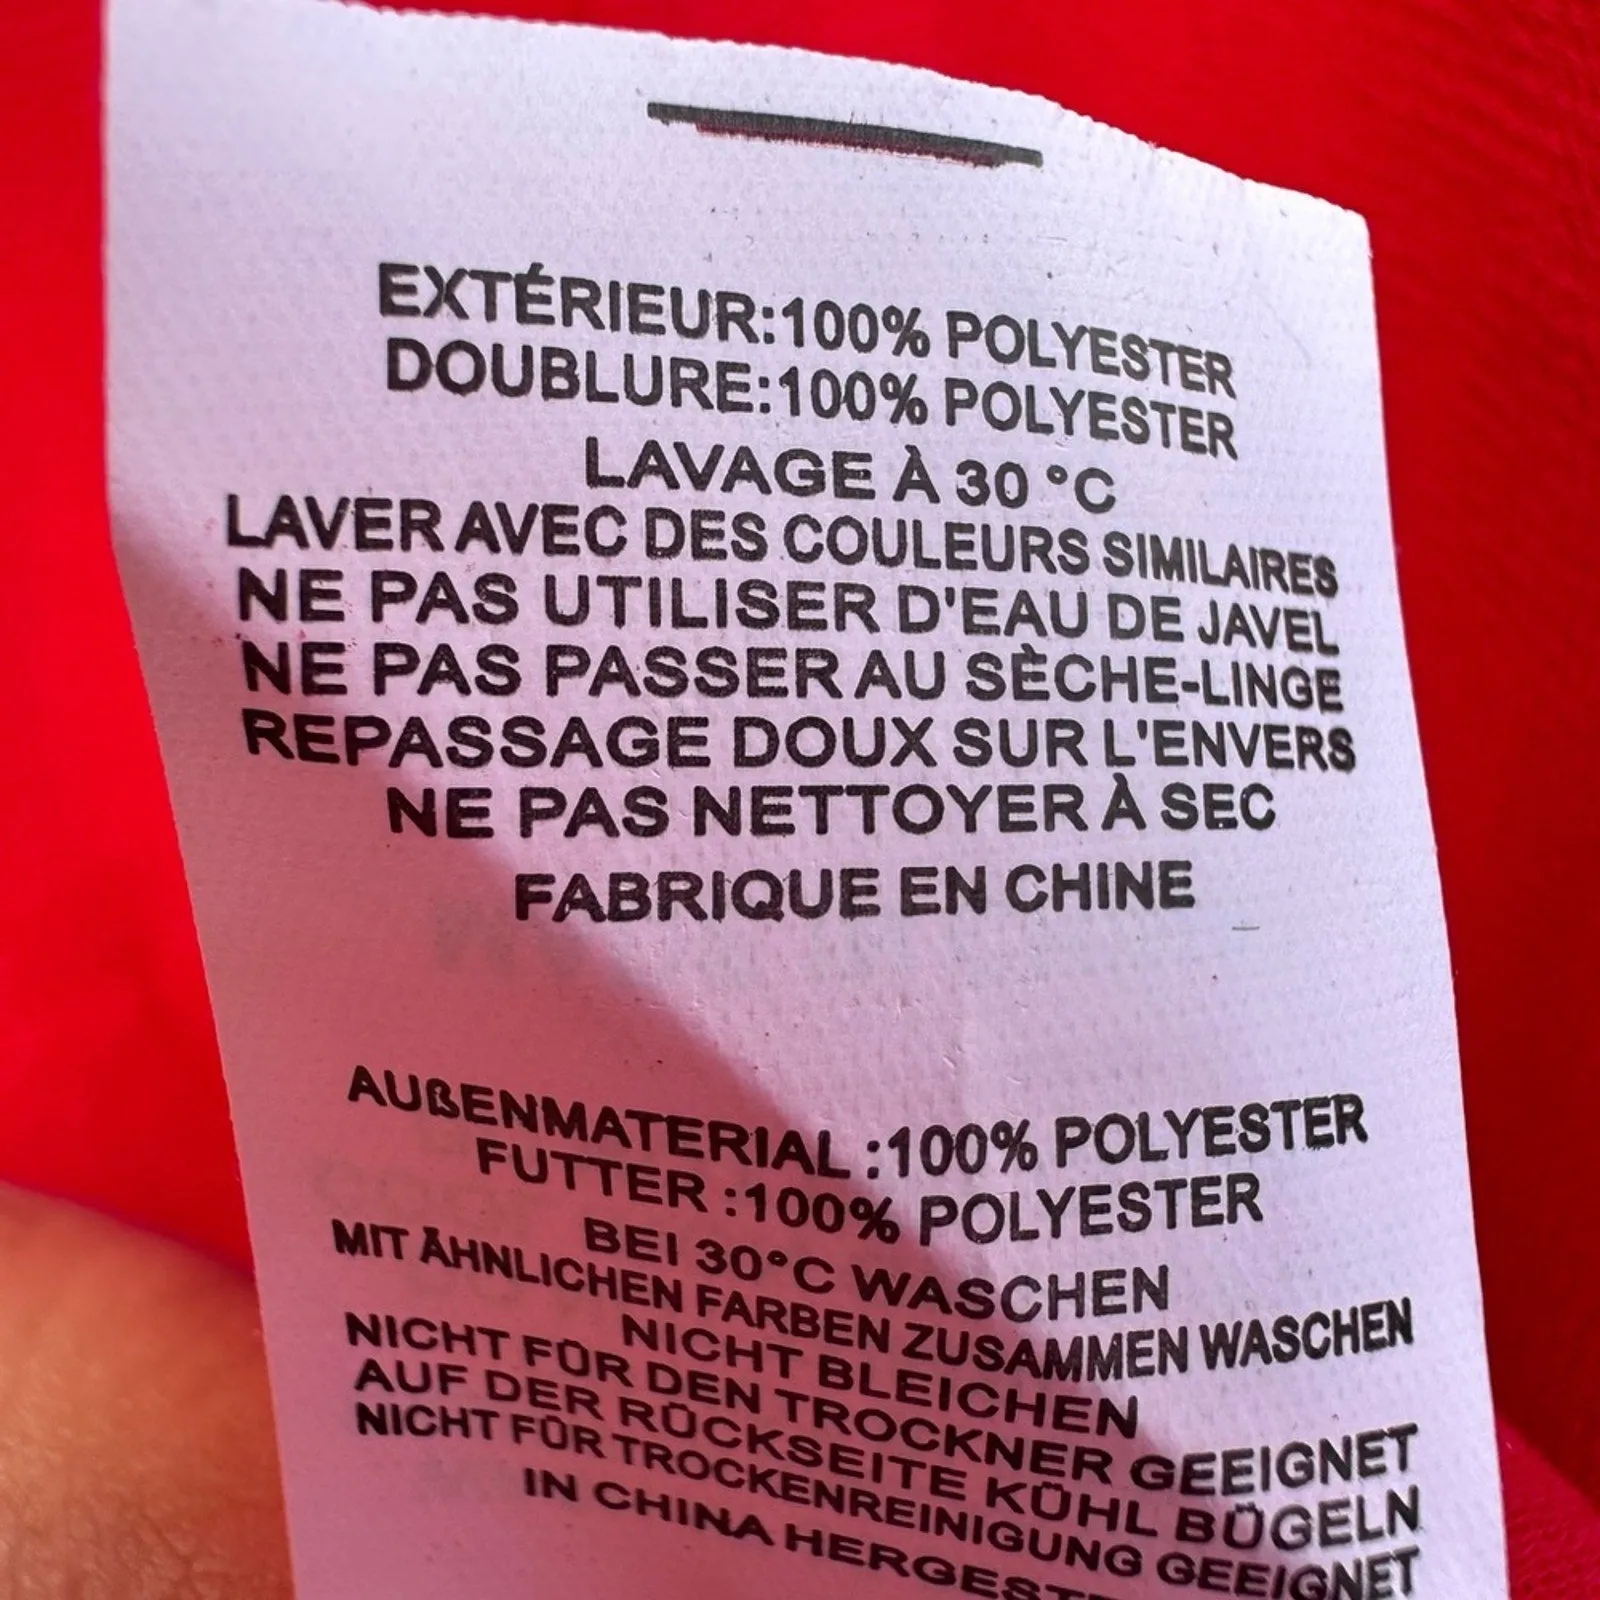 EXTÉRIEUR:100% POLYESTER
DOUBLURE:100% POLYESTER
LAVAGE À 30 °C
LAVER AVEC DES COULEURS SIMILAIRES
NE PAS UTILISER D'EAU DE JAVEL
NE PAS PASSER AU SÈCHE-LINGE
REPASSAGE DOUX SUR L'ENVERS
NE PAS NETTOYER À SEC
FABRIQUE EN CHINE
AUßENMATERIAL :100% POLYESTER
FUTTER :100% POLYESTER
BEI 30°C WASCHEN
MIT ÄHNLICHEN FARBEN ZUSAMMEN WASCHEN
NICHT BLEICHEN
NICHT FÜR DEN TROCKNER GEEIGNET
AUF DER RÜCKSEITE KÜHL BÜGELN
NICHT FÜR TROCKENREINIGUNG GEEIGNET
IN CHINA